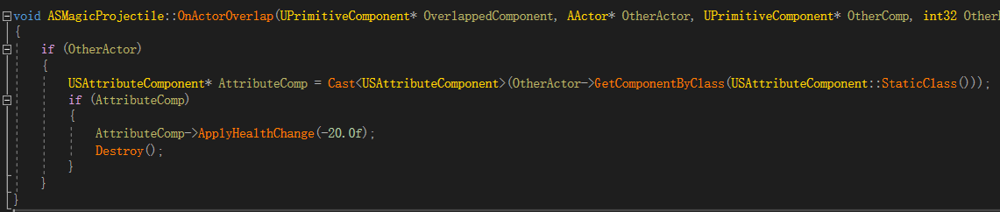 void ASMagicProjectile::OnActorOverlap(UPrimitiveComponent* OverlappedComponent, AActor* OtherActor, UPrimitiveComponent* OtherComp, int32
{
if (OtherActor)
{
USAttributeComponent* AttributeComp = Cast<USAttributeComponent>(OtherActor->GetComponentByClass(USAttributeComponent::StaticClass()));
if (AttributeComp)
{
AttributeComp->ApplyHealthChange(-20.0f);
Destroy();
}
}
}